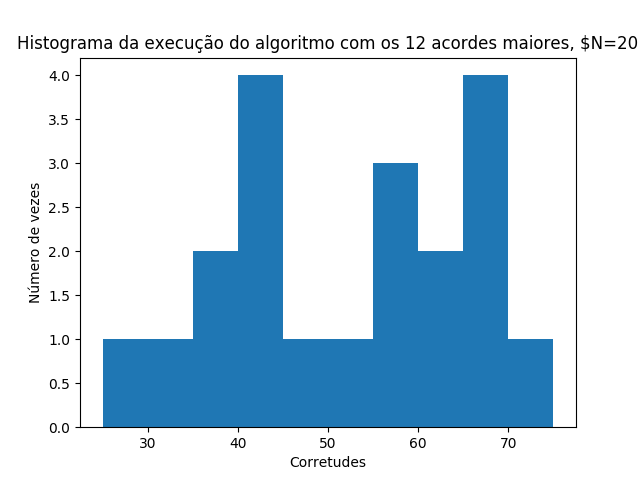 Histograma da execução do algoritmo com os 12 acordes maiores, $N=20
4.0
3.5
3.0
2.5
2.0
1.5
1.0
0.5
0.0
Número de vezes
30 40 50 60 70
Corretudes